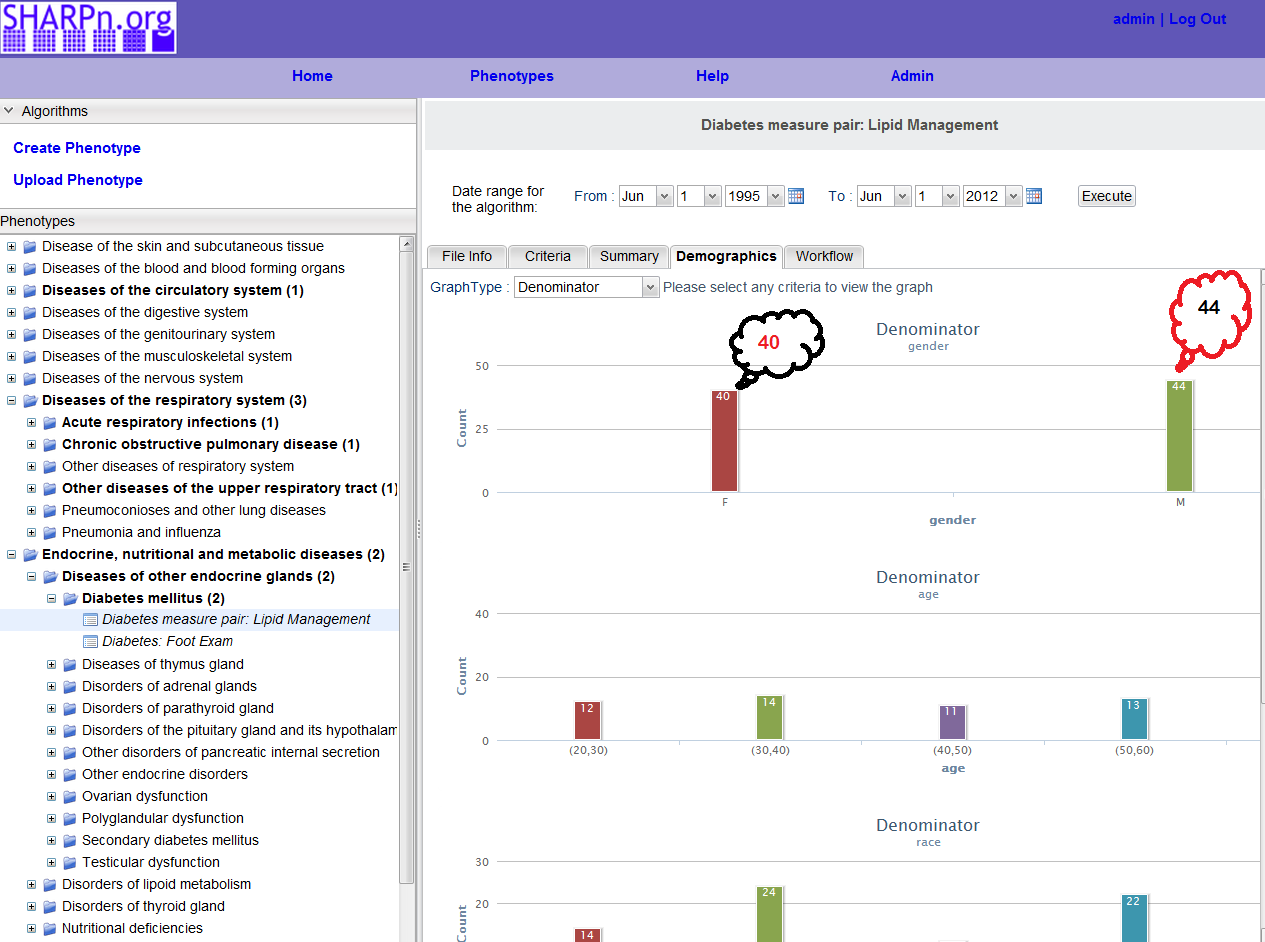 SHARPn.org
admin | Log Out
Home Phenotypes Help Admin
Algorithms
Create Phenotype
Upload Phenotype
Phenotypes
Disease of the skin and subcutaneous tissue
Diseases of the blood and blood forming organs
Diseases of the circulatory system (1)
Diseases of the digestive system
Diseases of the genitourinary system
Diseases of the musculoskeletal system
Diseases of the nervous system
Diseases of the respiratory system (3)
Acute respiratory infections (1)
Chronic obstructive pulmonary disease (1)
Other diseases of respiratory system
Other diseases of the upper respiratory tract (1)
Pneumoconioses and other lung diseases
Pneumonia and influenza
Endocrine, nutritional and metabolic diseases (2)
Diseases of other endocrine glands (2)
Diabetes mellitus (2)
Diabetes measure pair: Lipid Management
Diabetes: Foot Exam
Diseases of thymus gland
Disorders of adrenal glands
Disorders of parathyroid gland
Disorders of the pituitary gland and its hypothalam
Other disorders of pancreatic internal secretion
Other endocrine disorders
Ovarian dysfunction
Polyglandular dysfunction
Secondary diabetes mellitus
Testicular dysfunction
Disorders of lipoid metabolism
Disorders of thyroid gland
Nutritional deficiencies
Diabetes measure pair: Lipid Management
Date range for
the algorithm:
From : Jun 1 1995 To : Jun 1 2012 Execute
File Info Criteria Summary Demographics Workflow
GraphType : Denominator Please select any criteria to view the graph
40
44
Denominator
gender
50
25
0
Count
40
44
F M
gender
Denominator
age
40
20
0
Count
12 14 11 13
(20,30) (30,40) (40,50) (50,60)
age
Denominator
race
30
20
Count
14 24 22